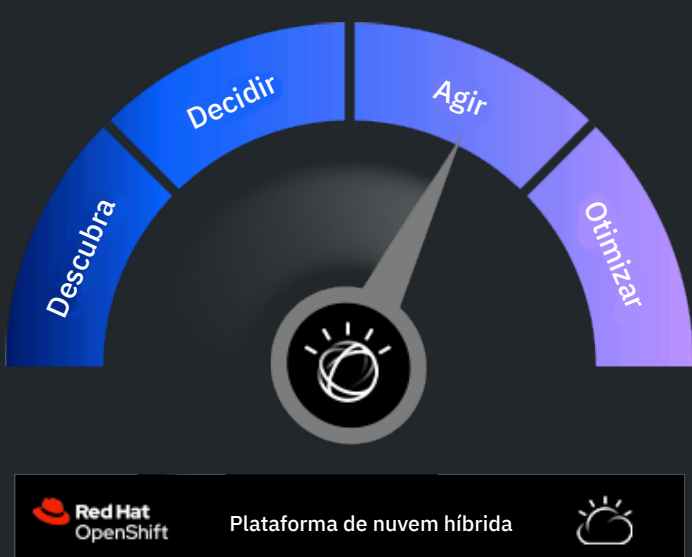 Descubra
Decidir
Agir
Otimizar
Red Hat
OpenShift
Plataforma de nuvem híbrida